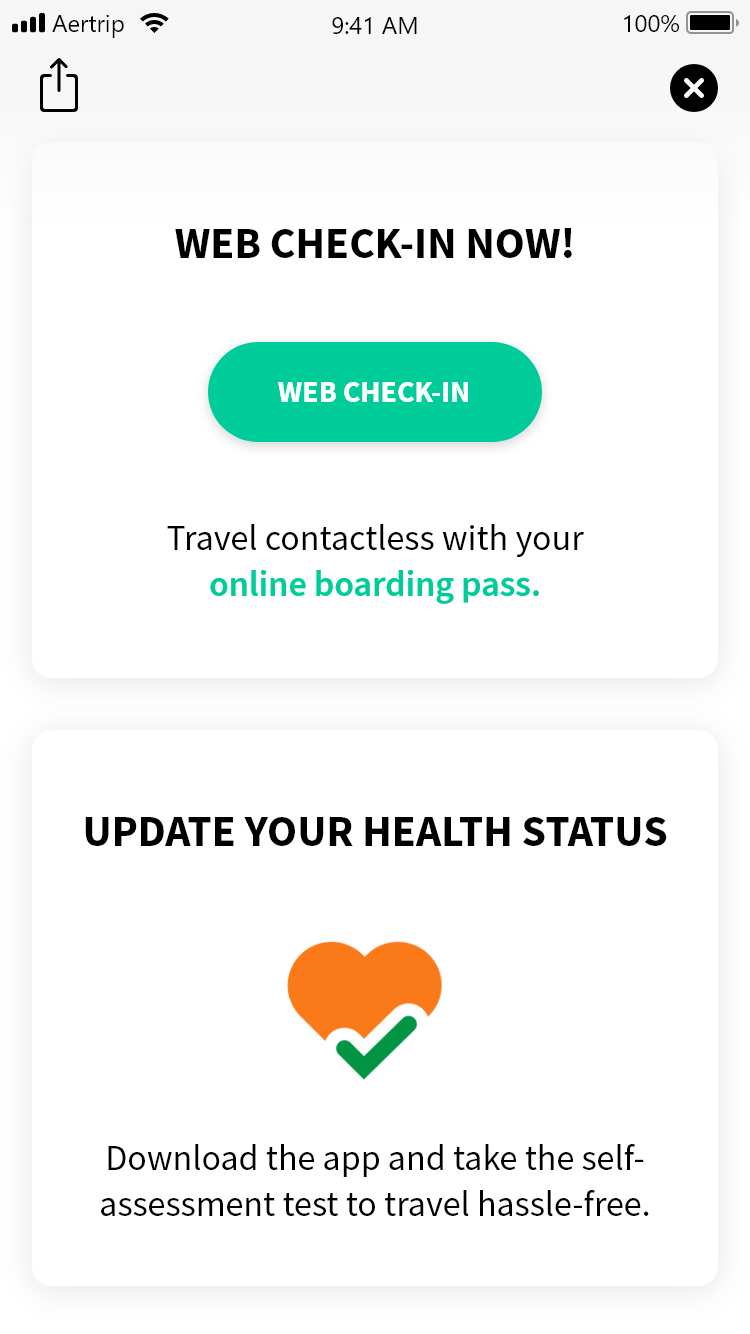 Aertrip 9:41 AM 100%
WEB CHECK-IN NOW!
WEB CHECK-IN
Travel contactless with your
online boarding pass.
UPDATE YOUR HEALTH STATUS
Download the app and take the self-
assessment test to travel hassle-free.